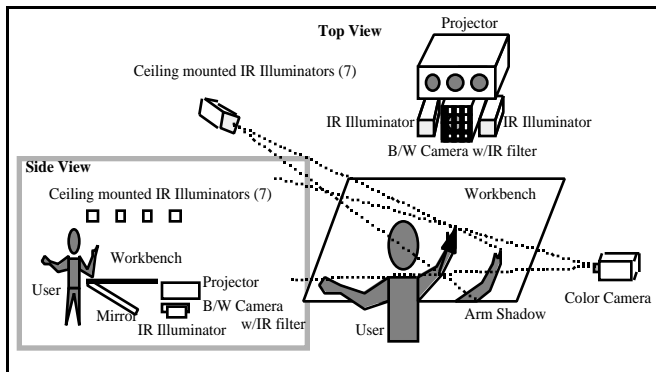 Top View
Projector
Ceiling mounted IR Illuminators (7)
IR Illuminator
IR Illuminator
B/W Camera w/IR filter
Workbench
Color Camera
Arm Shadow
User
Side View
Ceiling mounted IR Illuminators (7)
Workbench
User
Projector
Mirror
B/W Camera
w/IR filter
IR Illuminator